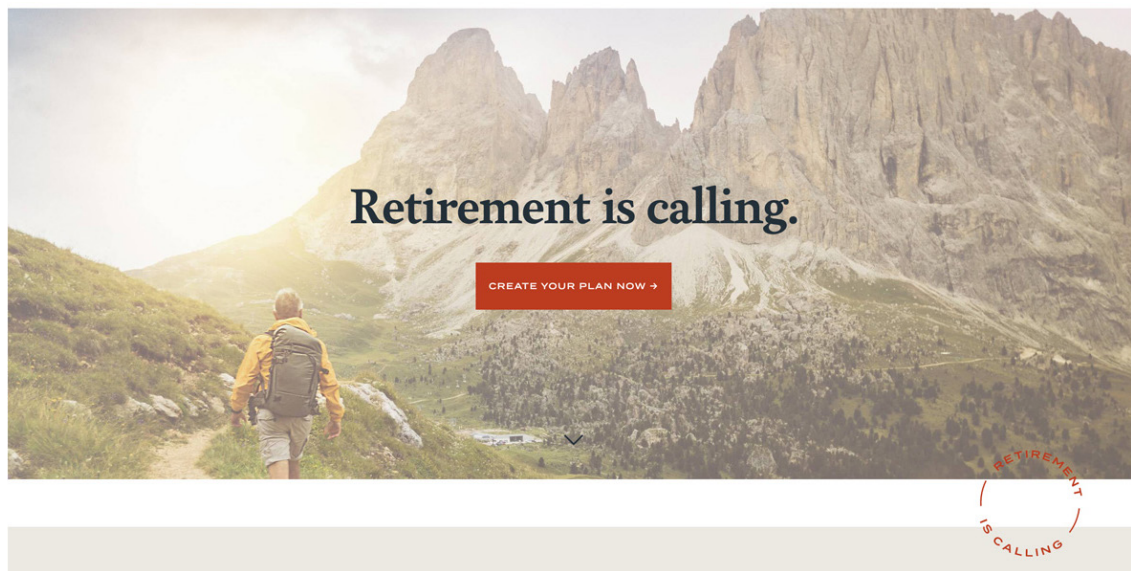 Retirement is calling.
CREATE YOUR PLAN NOW →
RETIREMENT
IS CALLING